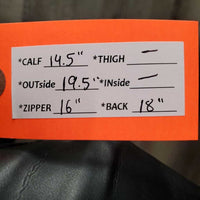 *CALF 14.5" *THIGH —
*OUTside 19.5" *INside —
*ZIPPER 16" *BACK 18"